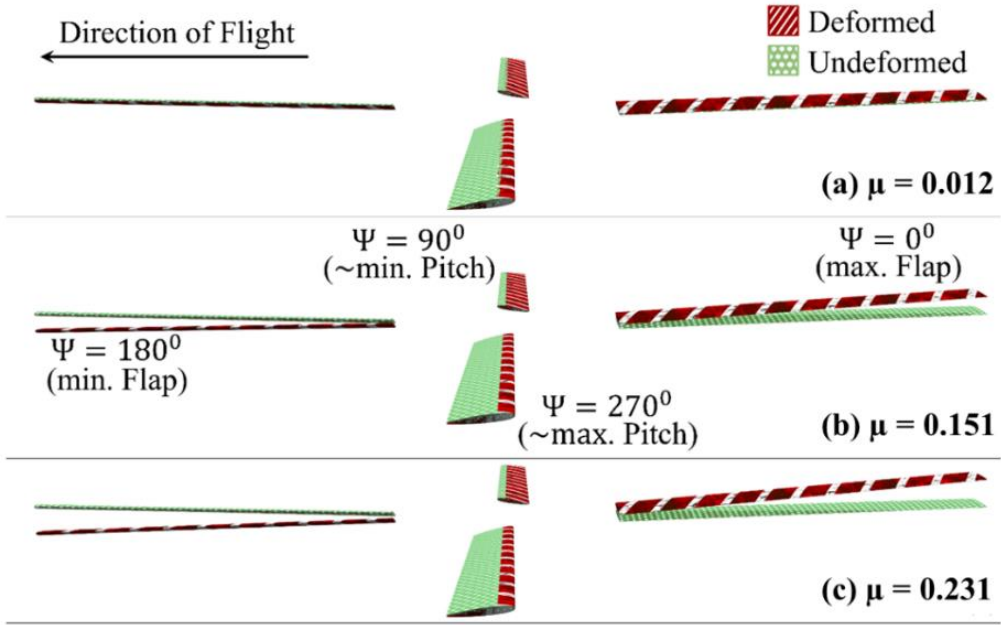 Direction of Flight
Deformed
Undeformed
(a) μ = 0.012
Ψ = 90⁰
(~min. Pitch)
Ψ = 0⁰
(max. Flap)
Ψ = 180⁰
(min. Flap)
Ψ = 270⁰
(~max. Pitch)
(b) μ = 0.151
(c) μ = 0.231